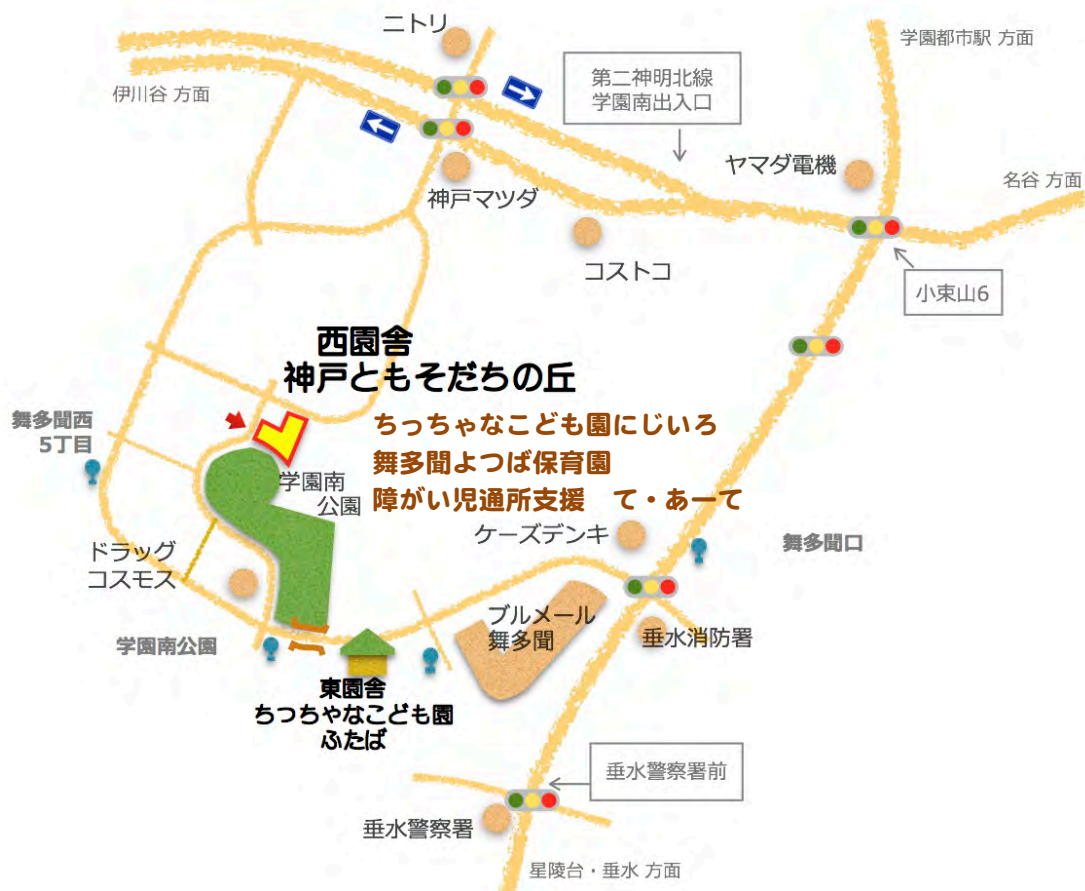 ニトリ
学園都市駅 方面
伊川谷 方面
第二神明北線
学園南出入口
ヤマダ電機
名谷 方面
神戸マツダ
コストコ
小束山6
西園舎
神戸ともそだちの丘
ちっちゃなこども園にじいろ
舞多聞よつば保育園
障がい児通所支援　て・あーて
舞多聞西
5丁目
学園南
公園
ケーズデンキ
舞多聞口
ドラッグ
コスモス
ブルメール
舞多聞
垂水消防署
学園南公園
東園舎
ちっちゃなこども園
ふたば
垂水警察署前
垂水警察署
星陵台・垂水 方面